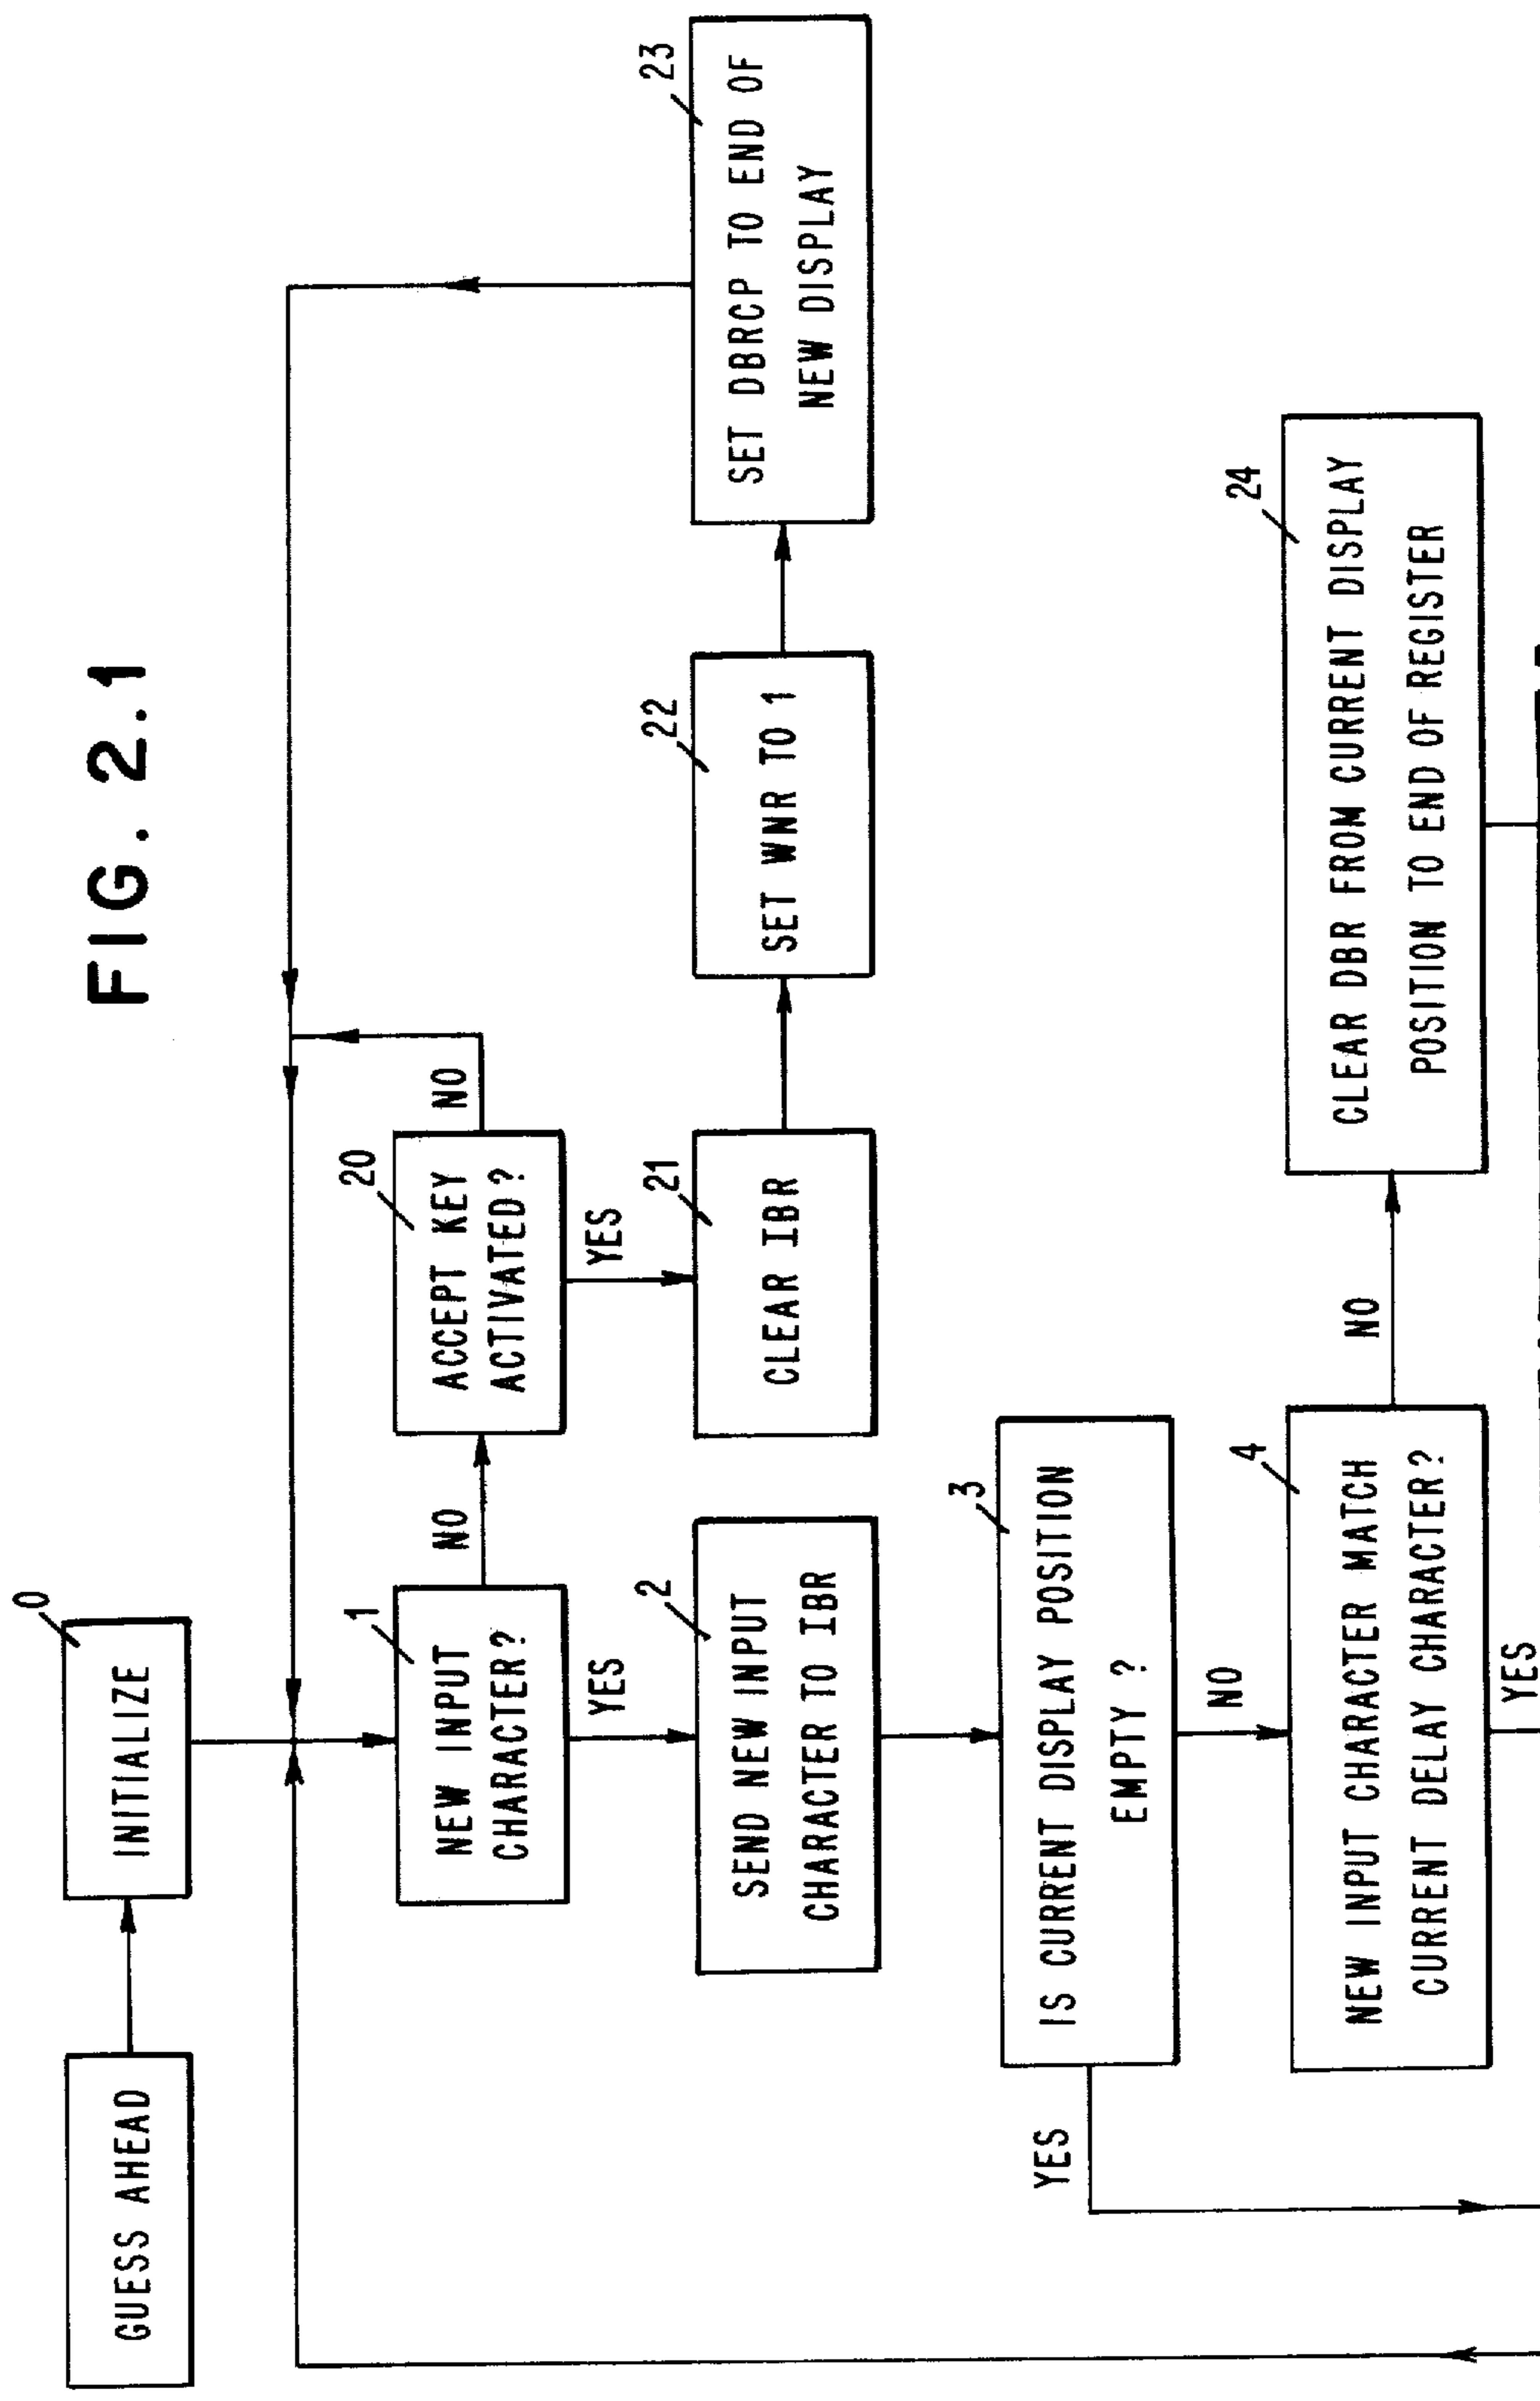 FIG. 2.1
GUESS AHEAD
0
INITIALIZE
1
NEW INPUT
CHARACTER?
NO
YES
20
ACCEPT KEY
ACTIVATED?
NO
YES
2
SEND NEW INPUT
CHARACTER TO IBR
21
CLEAR IBR
22
SET WNR TO 1
23
SET DBRCP TO END OF
NEW DISPLAY
3
IS CURRENT DISPLAY POSITION
EMPTY ?
YES
NO
4
NEW INPUT CHARACTER MATCH
CURRENT DELAY CHARACTER?
NO
YES
24
CLEAR DBR FROM CURRENT DISPLAY
POSITION TO END OF REGISTER